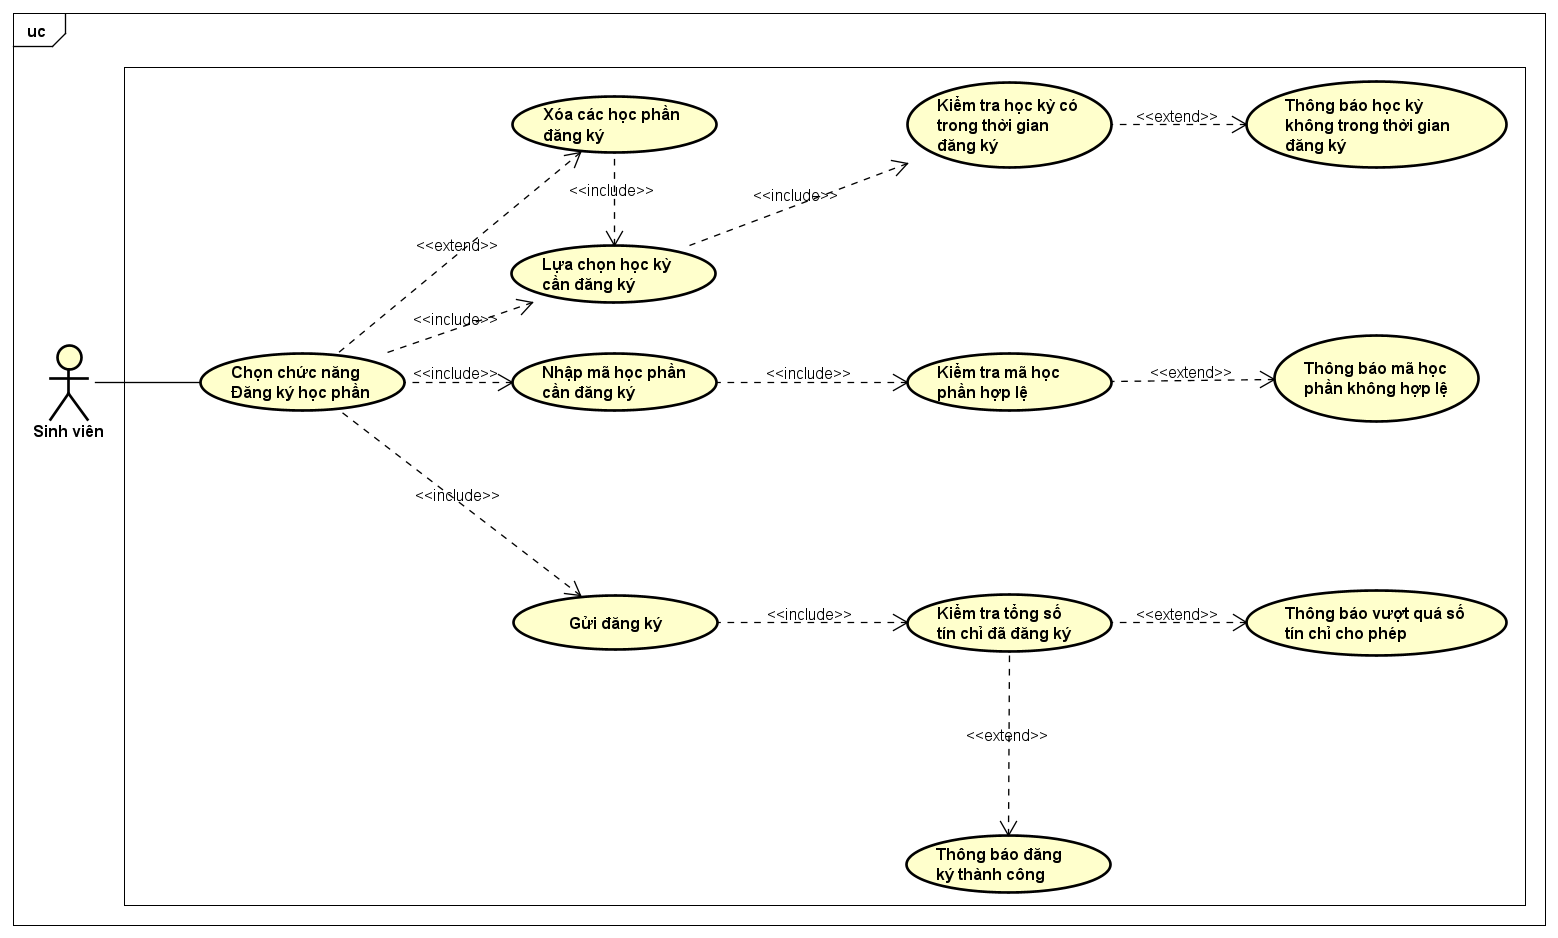 uc
Xóa các học phần
đăng ký
Kiểm tra học kỳ có
trong thời gian
đăng ký
<<extend>>
Thông báo học kỳ
không trong thời gian
đăng ký
<<include>>
<<include>>
<<extend>>
Lựa chọn học kỳ
cần đăng ký
<<include>>
Chọn chức năng
Đăng ký học phần
<<include>>
Nhập mã học phần
cần đăng ký
<<include>>
Kiểm tra mã học
phần hợp lệ
<<extend>>
Thông báo mã học
phần không hợp lệ
Sinh viên
<<include>>
Gửi đăng ký
<<include>>
Kiểm tra tổng số
tín chỉ đã đăng ký
<<extend>>
Thông báo vượt quá số
tín chỉ cho phép
<<extend>>
Thông báo đăng
ký thành công